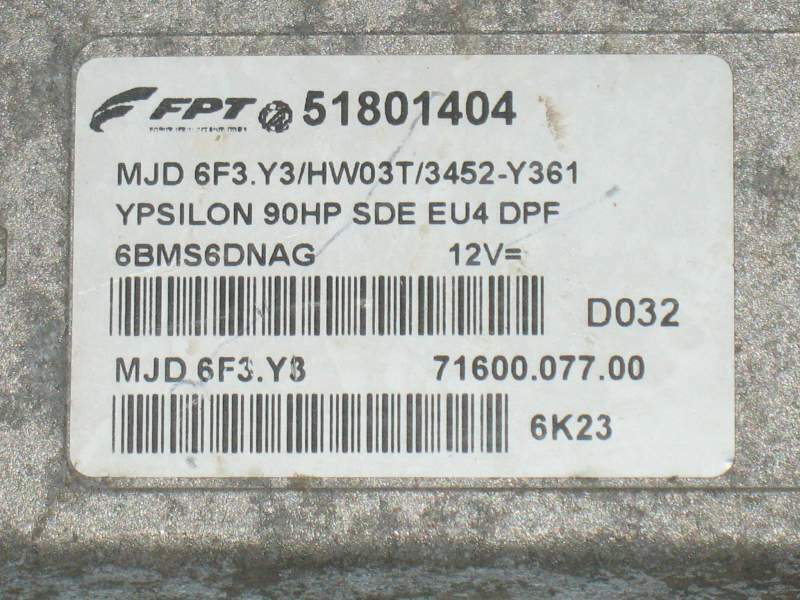 FPT 51801404
MJD 6F3.Y3/HW03T/3452-Y361
YPSILON 90HP SDE EU4 DPF
6BMS6DNAG 12V=
D032
MJD 6F3.Y3 71600.077.00
6K23